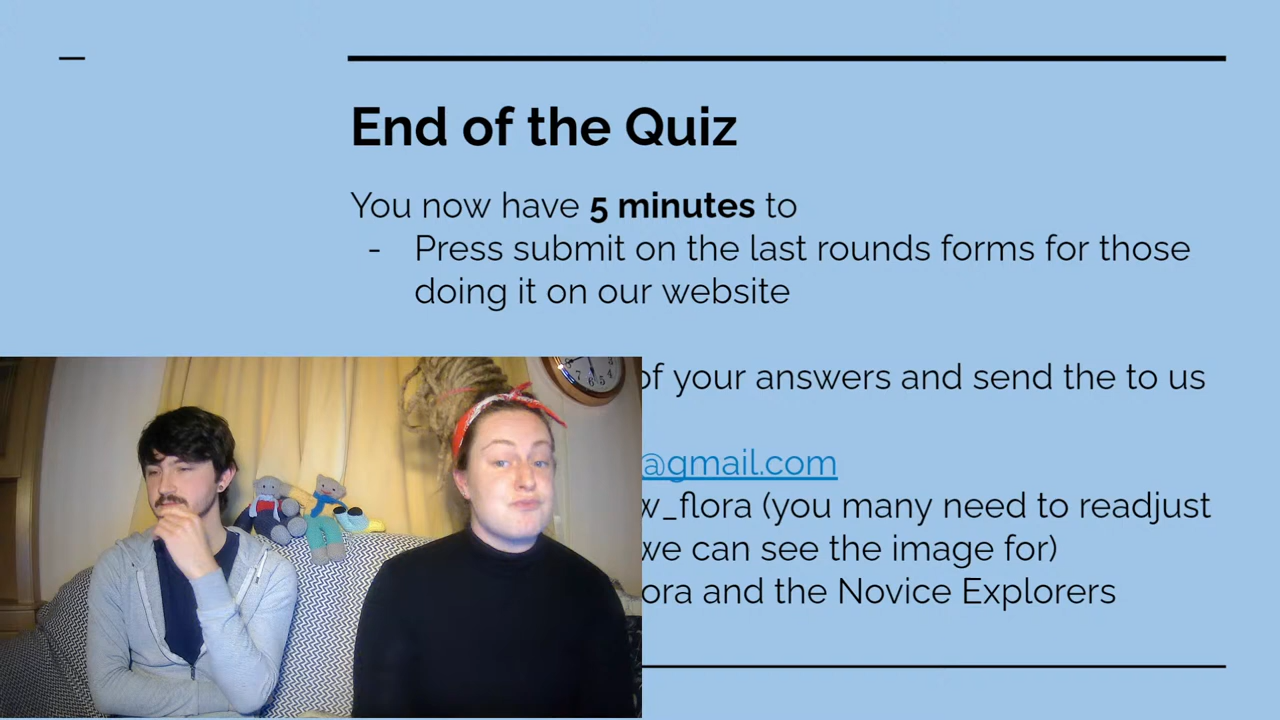 End of the Quiz
You now have 5 minutes to
- Press submit on the last rounds forms for those
doing it on our website
of your answers and send the to us
@gmail.com
(you many need to readjust
we can see the image for)
and the Novice Explorers